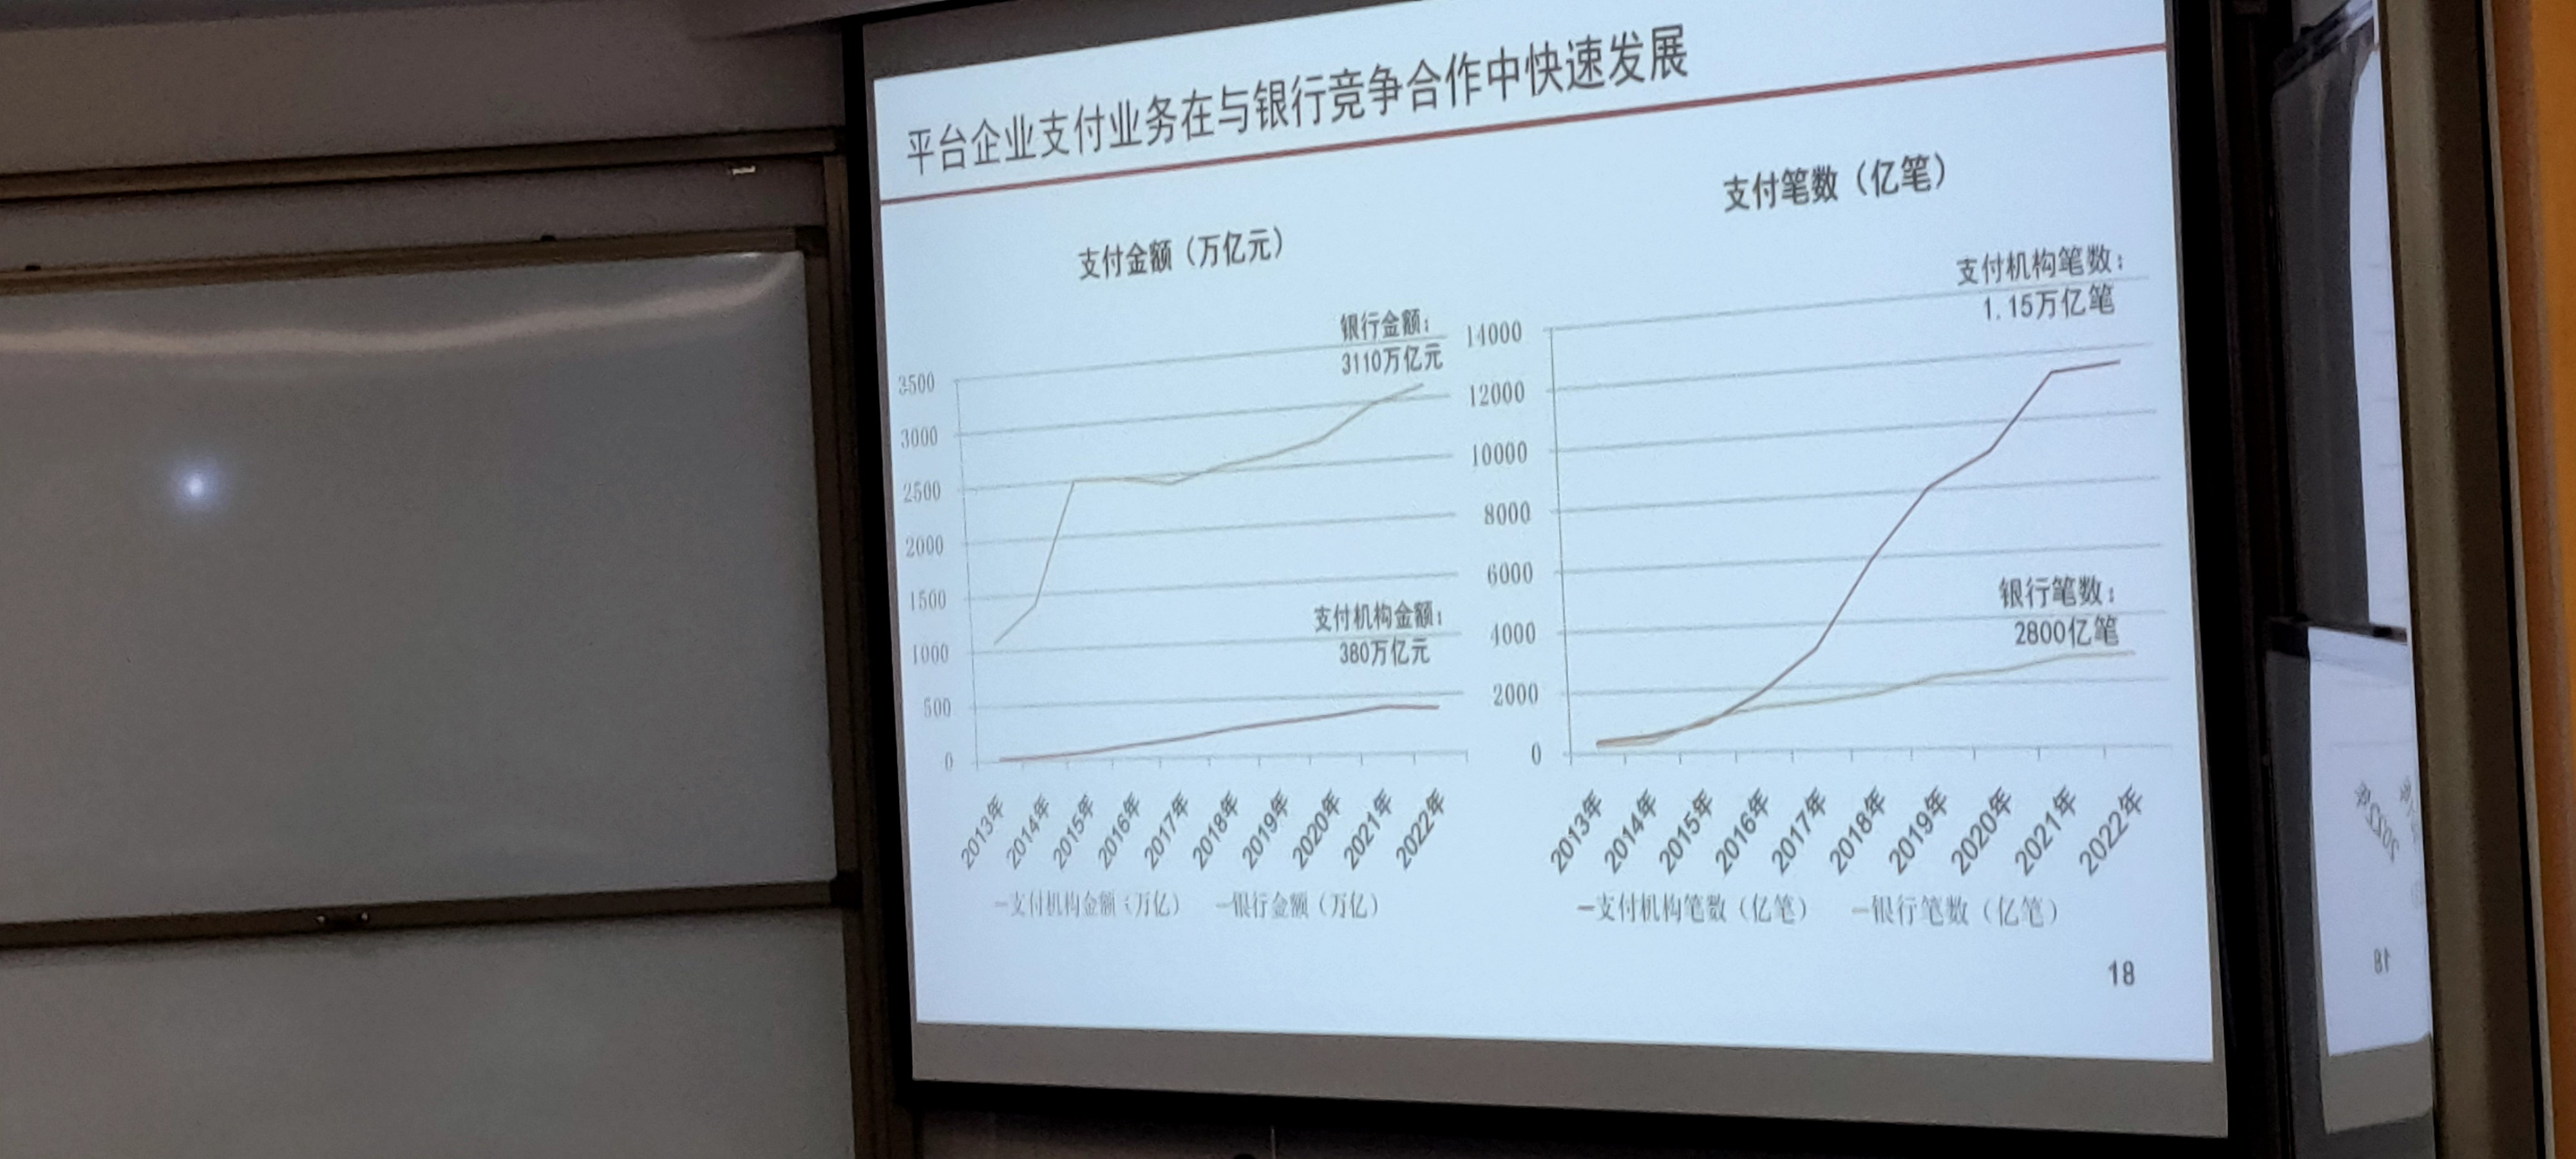 平台企业支付业务在与银行竞争合作中快速发展
支付金额（万亿元）
银行金额：
3110万亿元
3500
3000
2500
2000
1500
1000
500
0
支付机构金额：
380万亿元
2013年 2014年 2015年 2016年 2017年 2018年 2019年 2020年 2021年 2022年
支付机构金额（万亿） 银行金额（万亿）
支付笔数（亿笔）
支付机构笔数：
1.15万亿笔
14000
12000
10000
8000
6000
4000
2000
0
银行笔数：
2800亿笔
2013年 2014年 2015年 2016年 2017年 2018年 2019年 2020年 2021年 2022年
支付机构笔数（亿笔） 银行笔数（亿笔）
18
2022年
18